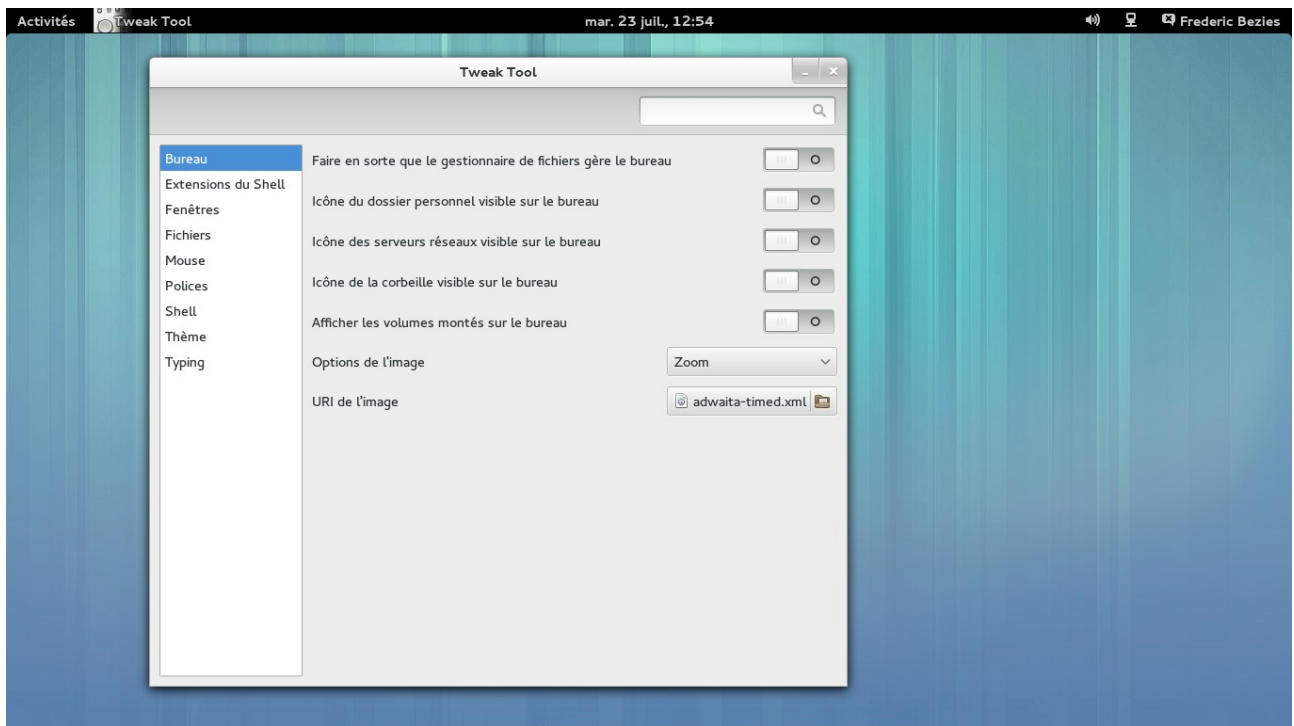 Activités Tweak Tool mar. 23 juil., 12:54 Frederic Bezies
Tweak Tool
Bureau
Extensions du Shell
Fenêtres
Fichiers
Mouse
Polices
Shell
Thème
Typing
Faire en sorte que le gestionnaire de fichiers gère le bureau
Icône du dossier personnel visible sur le bureau
Icône des serveurs réseaux visible sur le bureau
Icône de la corbeille visible sur le bureau
Afficher les volumes montés sur le bureau
Options de l'image Zoom
URI de l'image adwaita-timed.xml